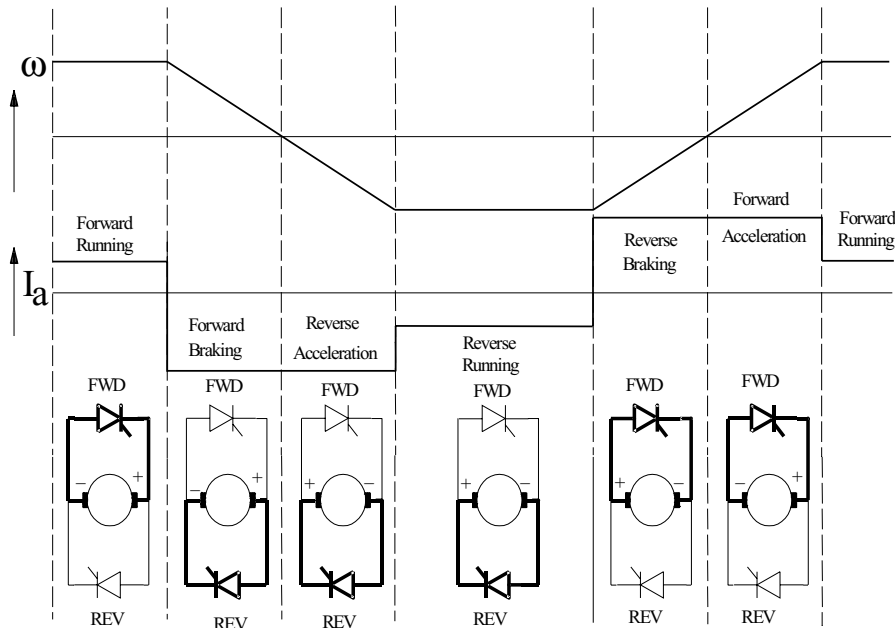 ω
Forward
Running
Forward
Acceleration
Forward
Running
Reverse
Braking
Ia
Forward
Braking
Reverse
Acceleration
Reverse
Running
FWD
FWD
FWD
FWD
FWD
FWD
− +
− +
+ −
+ −
+ −
− +
REV
REV
REV
REV
REV
REV